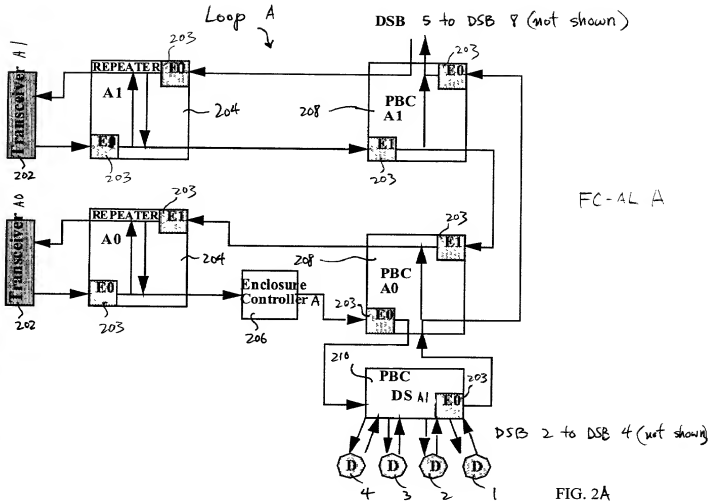 Loop A
DSB 5 to DSB 8 (not shown)
203
203
REPEATER
E0
E0
A1
PBC
A1
208
204
Transceiver A1
E0
E1
202
203
203
FC-AL A
203
203
REPEATER
E1
E1
A0
208
PBC
A0
204
Transceiver A0
Enclosure
Controller A
E0
203
E0
202
203
206
210
PBC
203
DS A1
E0
DSB 2 to DSB 4 (not shown)
D
D
D
D
4
3
2
1
FIG. 2A